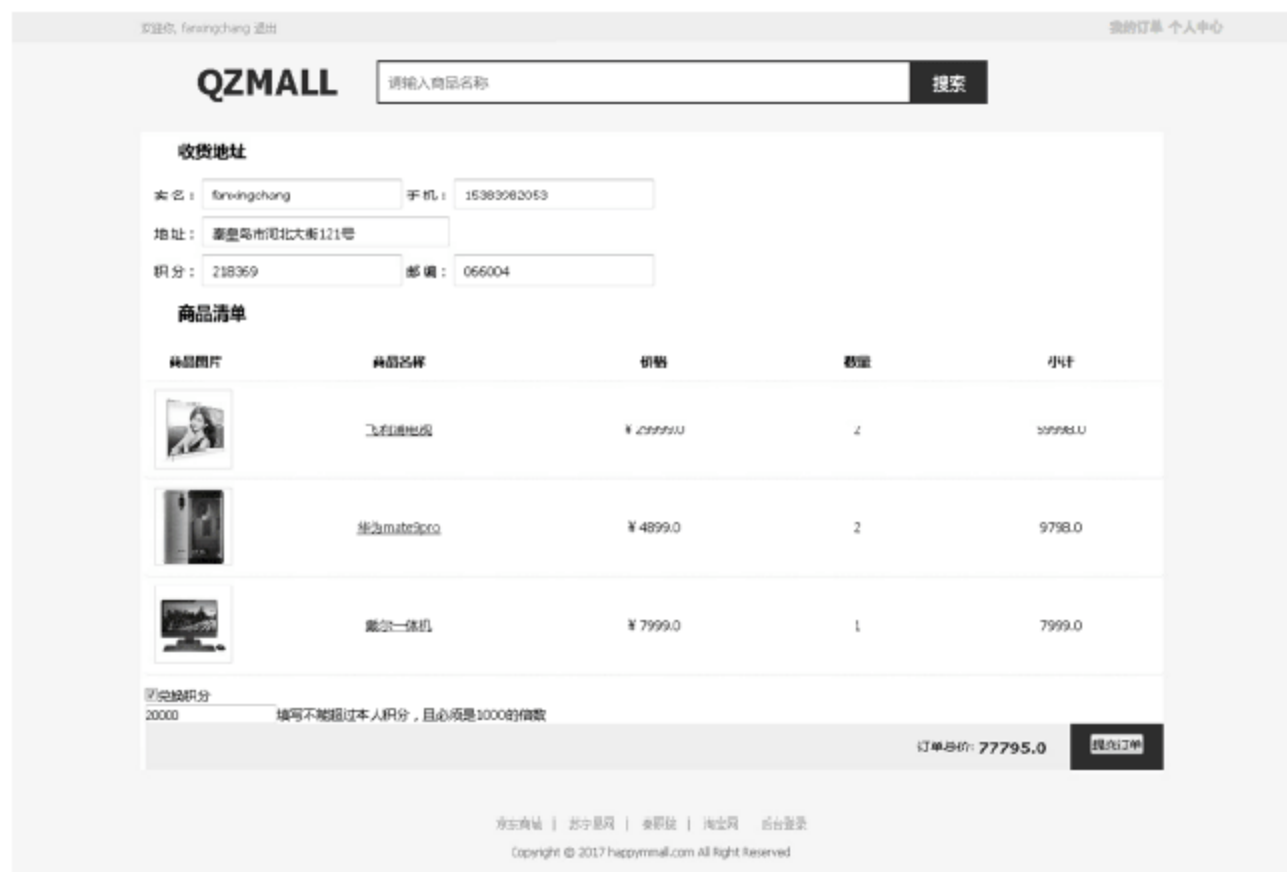 欢迎你, fanxingchang 退出
我的订单 个人中心
QZMALL
请输入商品名称
搜索
收货地址
实名： fanxingchang 手机： 15383982053
地址： 秦皇岛市河北大街121号
积分： 218369 邮编： 066004
商品清单
商品图片 商品名称 价格 数量 小计
飞利浦电视 ¥ 29999.0 2 59998.0
华为mate9pro ¥ 4899.0 2 9798.0
戴尔一体机 ¥ 7999.0 1 7999.0
兑换积分
20000 填写不能超过本人积分，且必须是1000的倍数
订单总价: 77795.0 提交订单
京东商城 | 苏宁易网 | 秦职院 | 淘宝网 后台登录
Copyright @ 2017 happymmall.com All Right Reserved